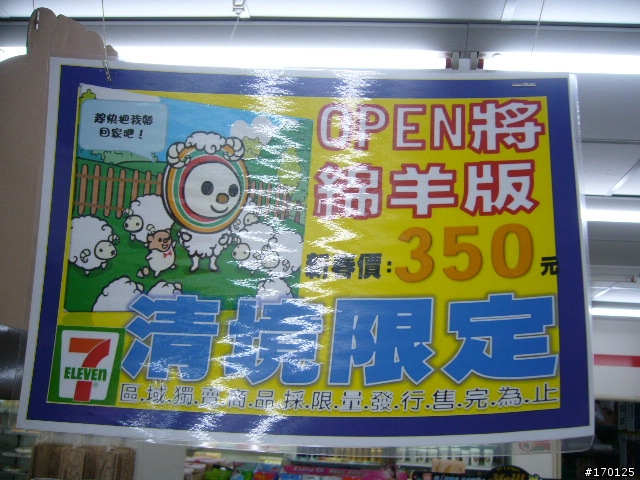 趕快把我帶
回家吧！
OPEN將
綿羊版
新春價：350元
清境限定
7
ELEVEN
區.域.獨.賣.商.品.採.限.量.發.行.售.完.為.止
#170125